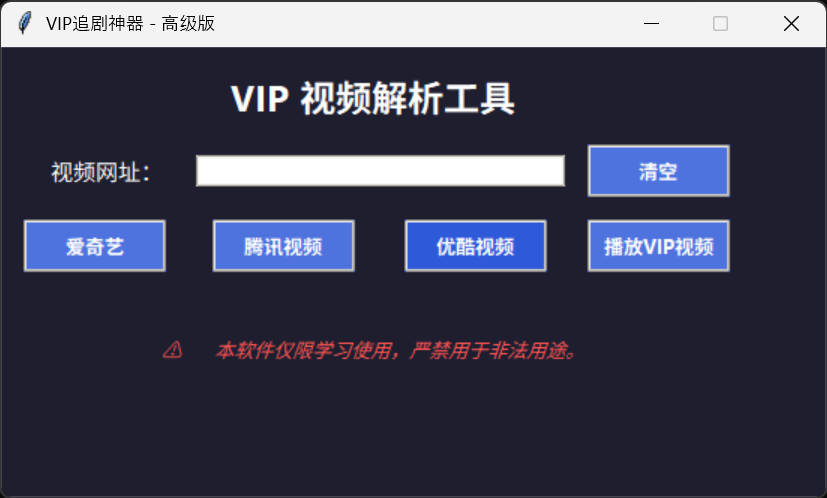 VIP追剧神器 - 高级版
VIP 视频解析工具
视频网址：
清空
爱奇艺
腾讯视频
优酷视频
播放VIP视频
⚠ 本软件仅限学习使用，严禁用于非法用途。